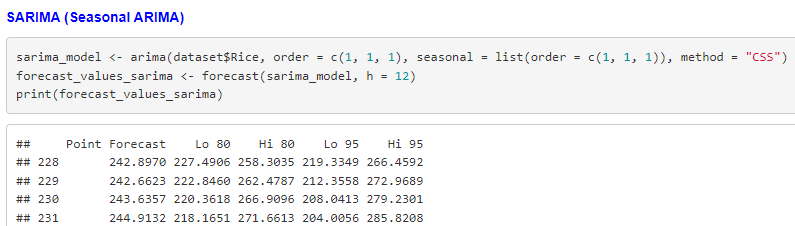 SARIMA (Seasonal ARIMA)
sarima_model <- arima(dataset$Rice, order = c(1, 1, 1), seasonal = list(order = c(1, 1, 1)), method = "CSS")
forecast_values_sarima <- forecast(sarima_model, h = 12)
print(forecast_values_sarima)
##     Point Forecast    Lo 80    Hi 80    Lo 95    Hi 95
## 228       242.8970 227.4906 258.3035 219.3349 266.4592
## 229       242.6623 222.8460 262.4787 212.3558 272.9689
## 230       243.6357 220.3618 266.9096 208.0413 279.2301
## 231       244.9132 218.1651 271.6613 204.0056 285.8208